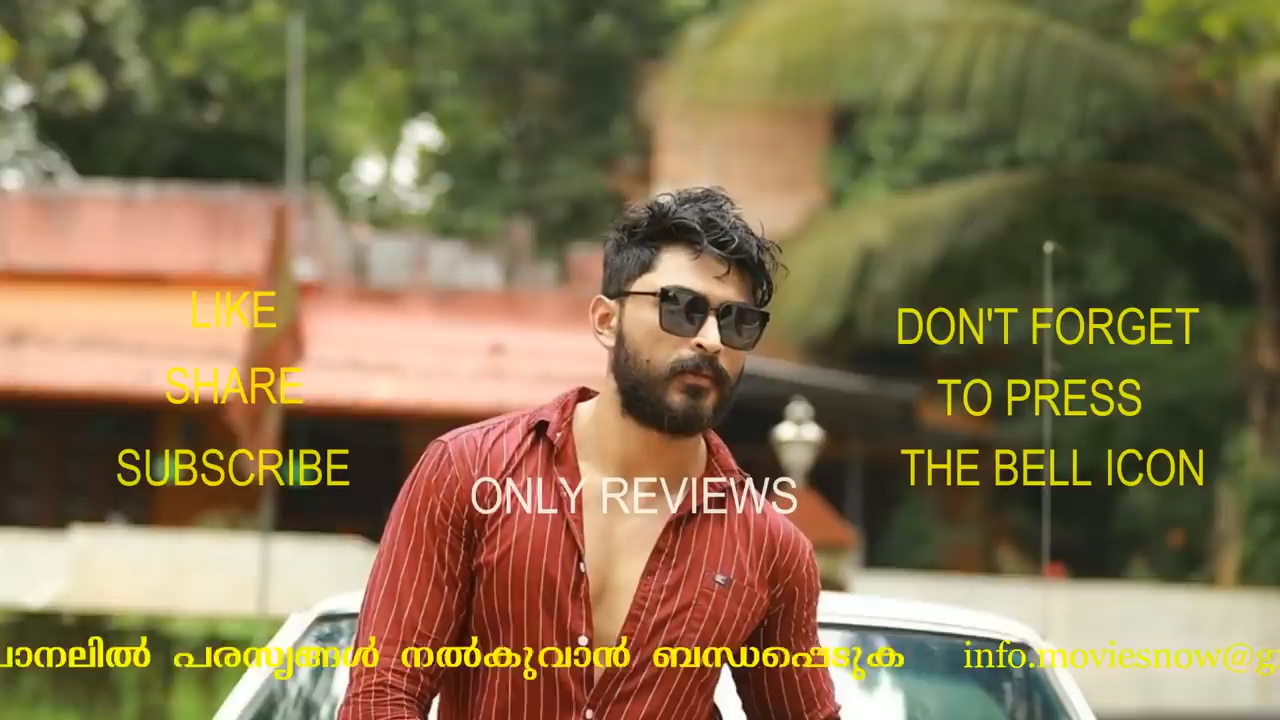 LIKE
SHARE
SUBSCRIBE
DON'T FORGET
TO PRESS
THE BELL ICON
ONLY REVIEWS
പരസ്യങ്ങൾ നൽകുവാൻ ബന്ധപ്പെടുക info.moviesnow@g